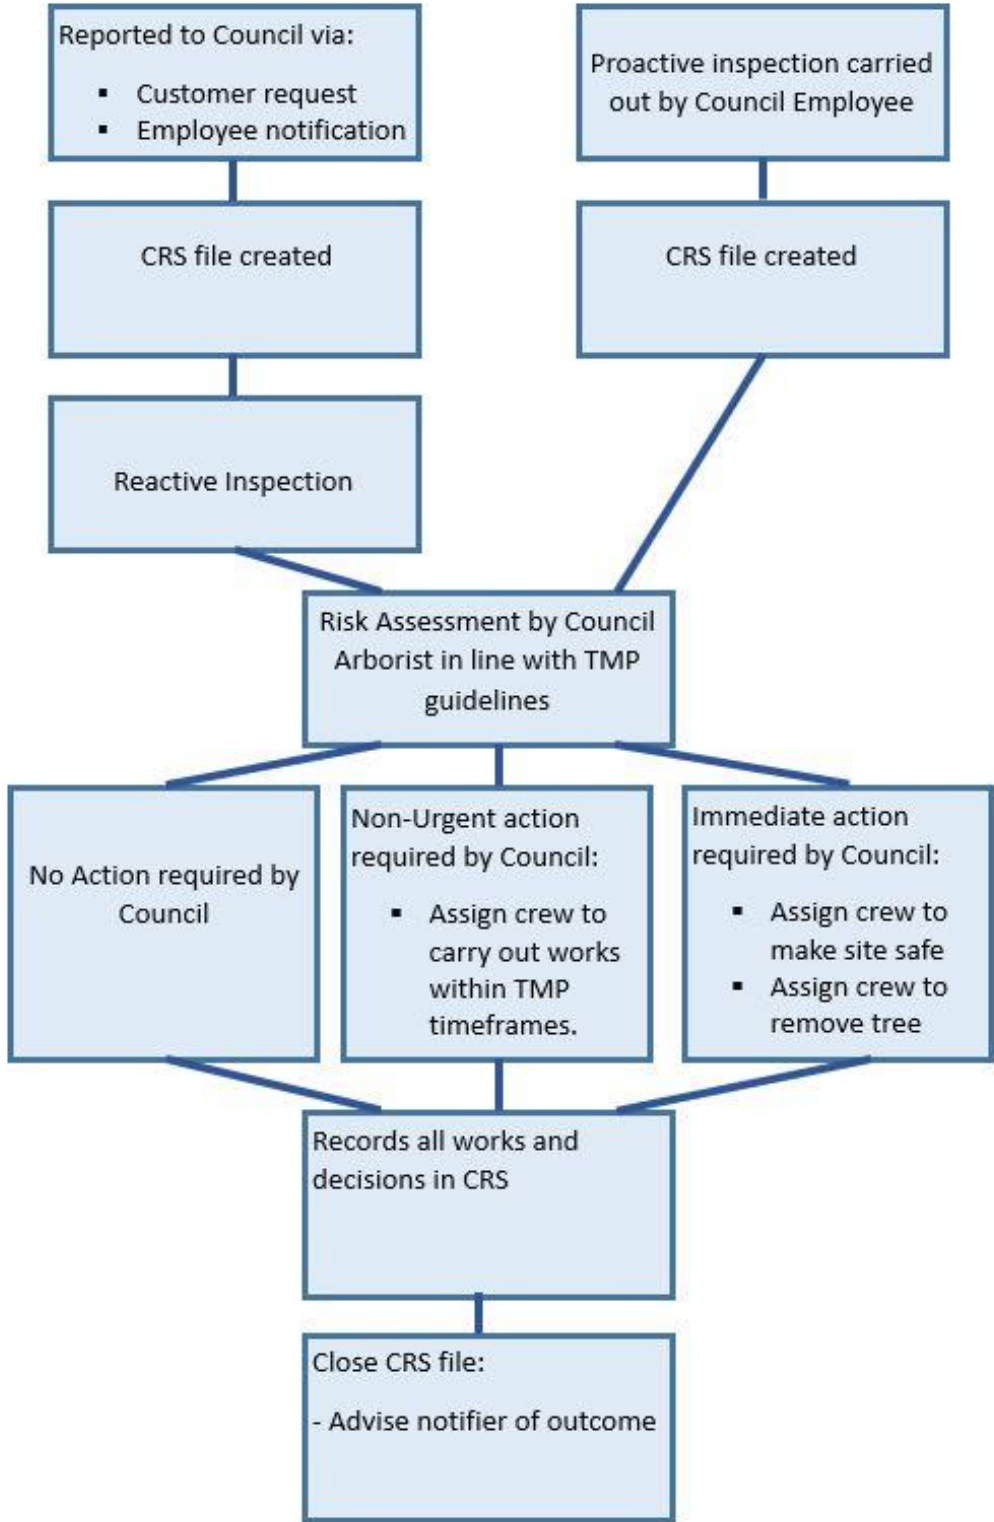 Reported to Council via:
▪ Customer request
▪ Employee notification
Proactive inspection carried
out by Council Employee
CRS file created
CRS file created
Reactive Inspection
Risk Assessment by Council
Arborist in line with TMP
guidelines
No Action required by
Council
Non-Urgent action
required by Council:
▪ Assign crew to
carry out works
within TMP
timeframes.
Immediate action
required by Council:
▪ Assign crew to
make site safe
▪ Assign crew to
remove tree
Records all works and
decisions in CRS
Close CRS file:
- Advise notifier of outcome